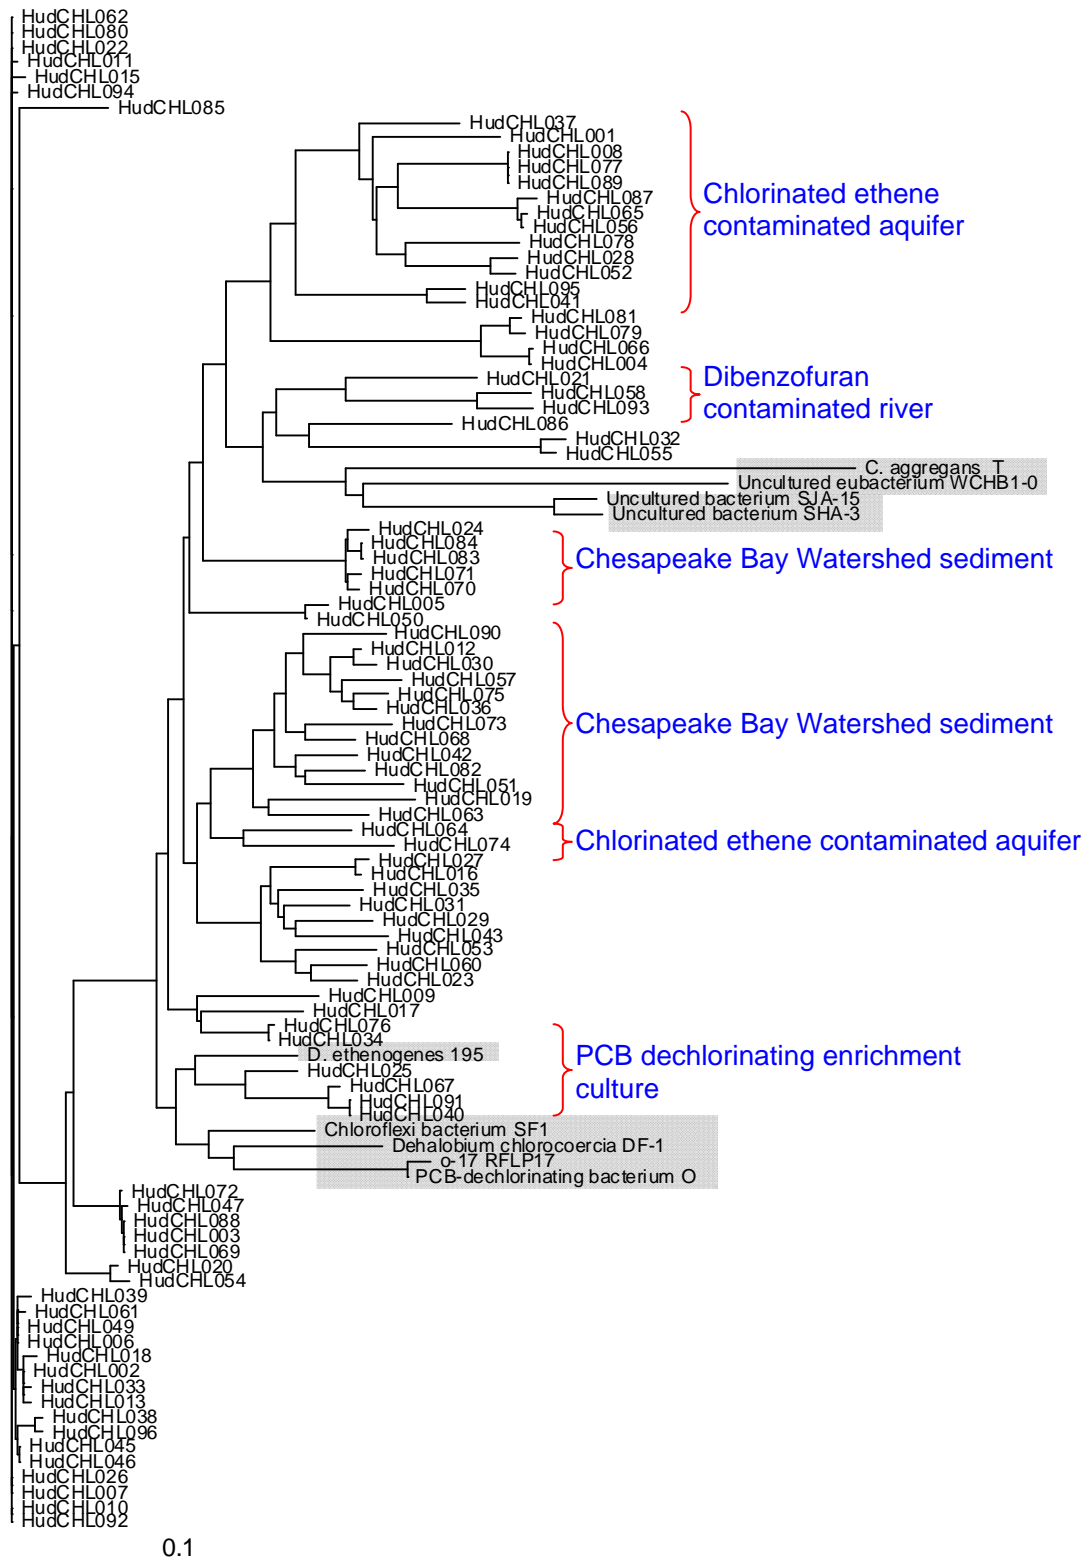 HudCHL062
HudCHL080
HudCHL022
HudCHL011
HudCHL015
HudCHL094
HudCHL085
HudCHL037
HudCHL001
HudCHL008
HudCHL077
HudCHL089
HudCHL087
HudCHL065
HudCHL056
HudCHL078
HudCHL028
HudCHL052
HudCHL095
HudCHL041
Chlorinated ethene
contaminated aquifer
HudCHL081
HudCHL079
HudCHL066
HudCHL004
HudCHL021
HudCHL058
HudCHL093
Dibenzofuran
contaminated river
HudCHL086
HudCHL032
HudCHL055
C. aggregans T
Uncultured eubacterium WCHB1-0
Uncultured bacterium SJA-15
Uncultured bacterium SHA-3
HudCHL024
HudCHL084
HudCHL083
HudCHL071
HudCHL070
Chesapeake Bay Watershed sediment
HudCHL005
HudCHL050
HudCHL090
HudCHL012
HudCHL030
HudCHL057
HudCHL075
HudCHL036
HudCHL073
HudCHL068
HudCHL042
HudCHL082
HudCHL051
HudCHL019
HudCHL063
Chesapeake Bay Watershed sediment
HudCHL064
HudCHL074
Chlorinated ethene contaminated aquifer
HudCHL027
HudCHL016
HudCHL035
HudCHL031
HudCHL029
HudCHL043
HudCHL053
HudCHL060
HudCHL023
HudCHL009
HudCHL017
HudCHL076
HudCHL034
D. ethenogenes 195
HudCHL025
HudCHL067
HudCHL091
HudCHL040
PCB dechlorinating enrichment
culture
Chloroflexi bacterium SF1
Dehalobium chlorocoercia DF-1
o-17 RFLP17
PCB-dechlorinating bacterium O
HudCHL072
HudCHL047
HudCHL088
HudCHL003
HudCHL069
HudCHL020
HudCHL054
HudCHL039
HudCHL061
HudCHL049
HudCHL006
HudCHL018
HudCHL002
HudCHL033
HudCHL013
HudCHL038
HudCHL096
HudCHL045
HudCHL046
HudCHL026
HudCHL007
HudCHL010
HudCHL092
0.1